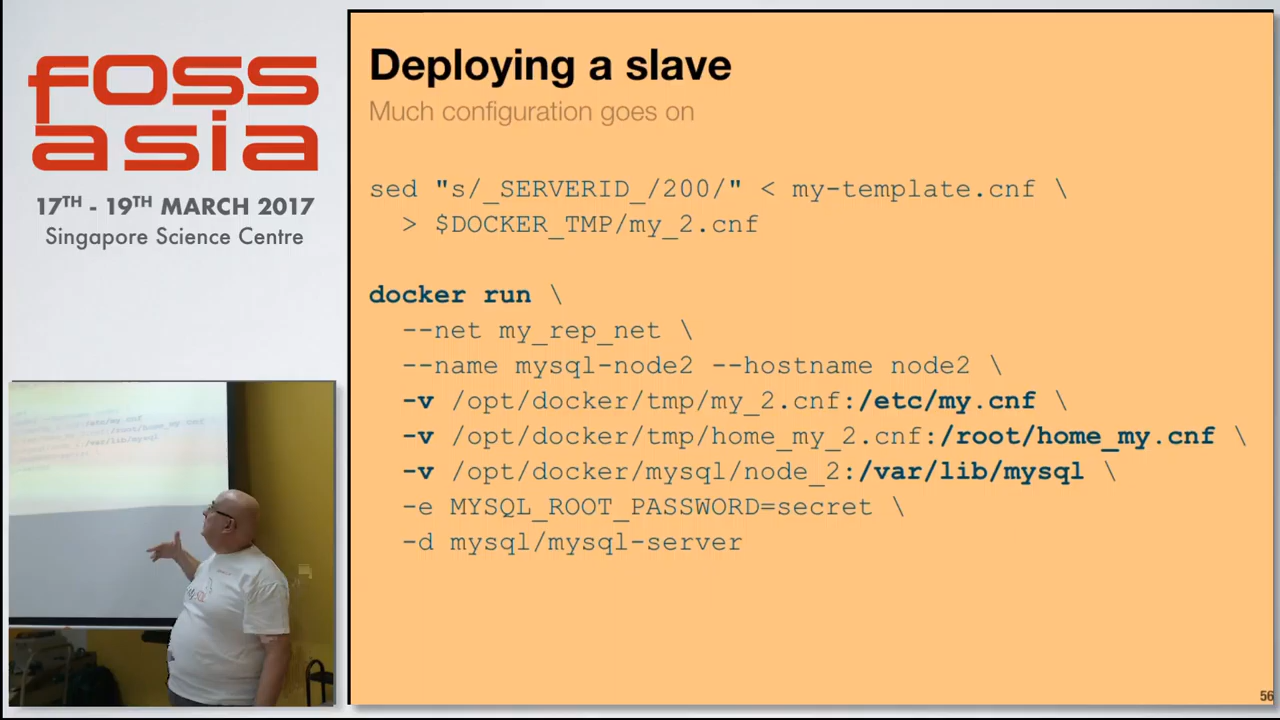 foss
asia
17TH - 19TH MARCH 2017
Singapore Science Centre
Deploying a slave
Much configuration goes on
sed "s/_SERVERID_/200/" < my-template.cnf \
> $DOCKER_TMP/my_2.cnf
docker run \
--net my_rep_net \
--name mysql-node2 --hostname node2 \
-v /opt/docker/tmp/my_2.cnf:/etc/my.cnf \
-v /opt/docker/tmp/home_my_2.cnf:/root/home_my.cnf \
-v /opt/docker/mysql/node_2:/var/lib/mysql \
-e MYSQL_ROOT_PASSWORD=secret \
-d mysql/mysql-server
56